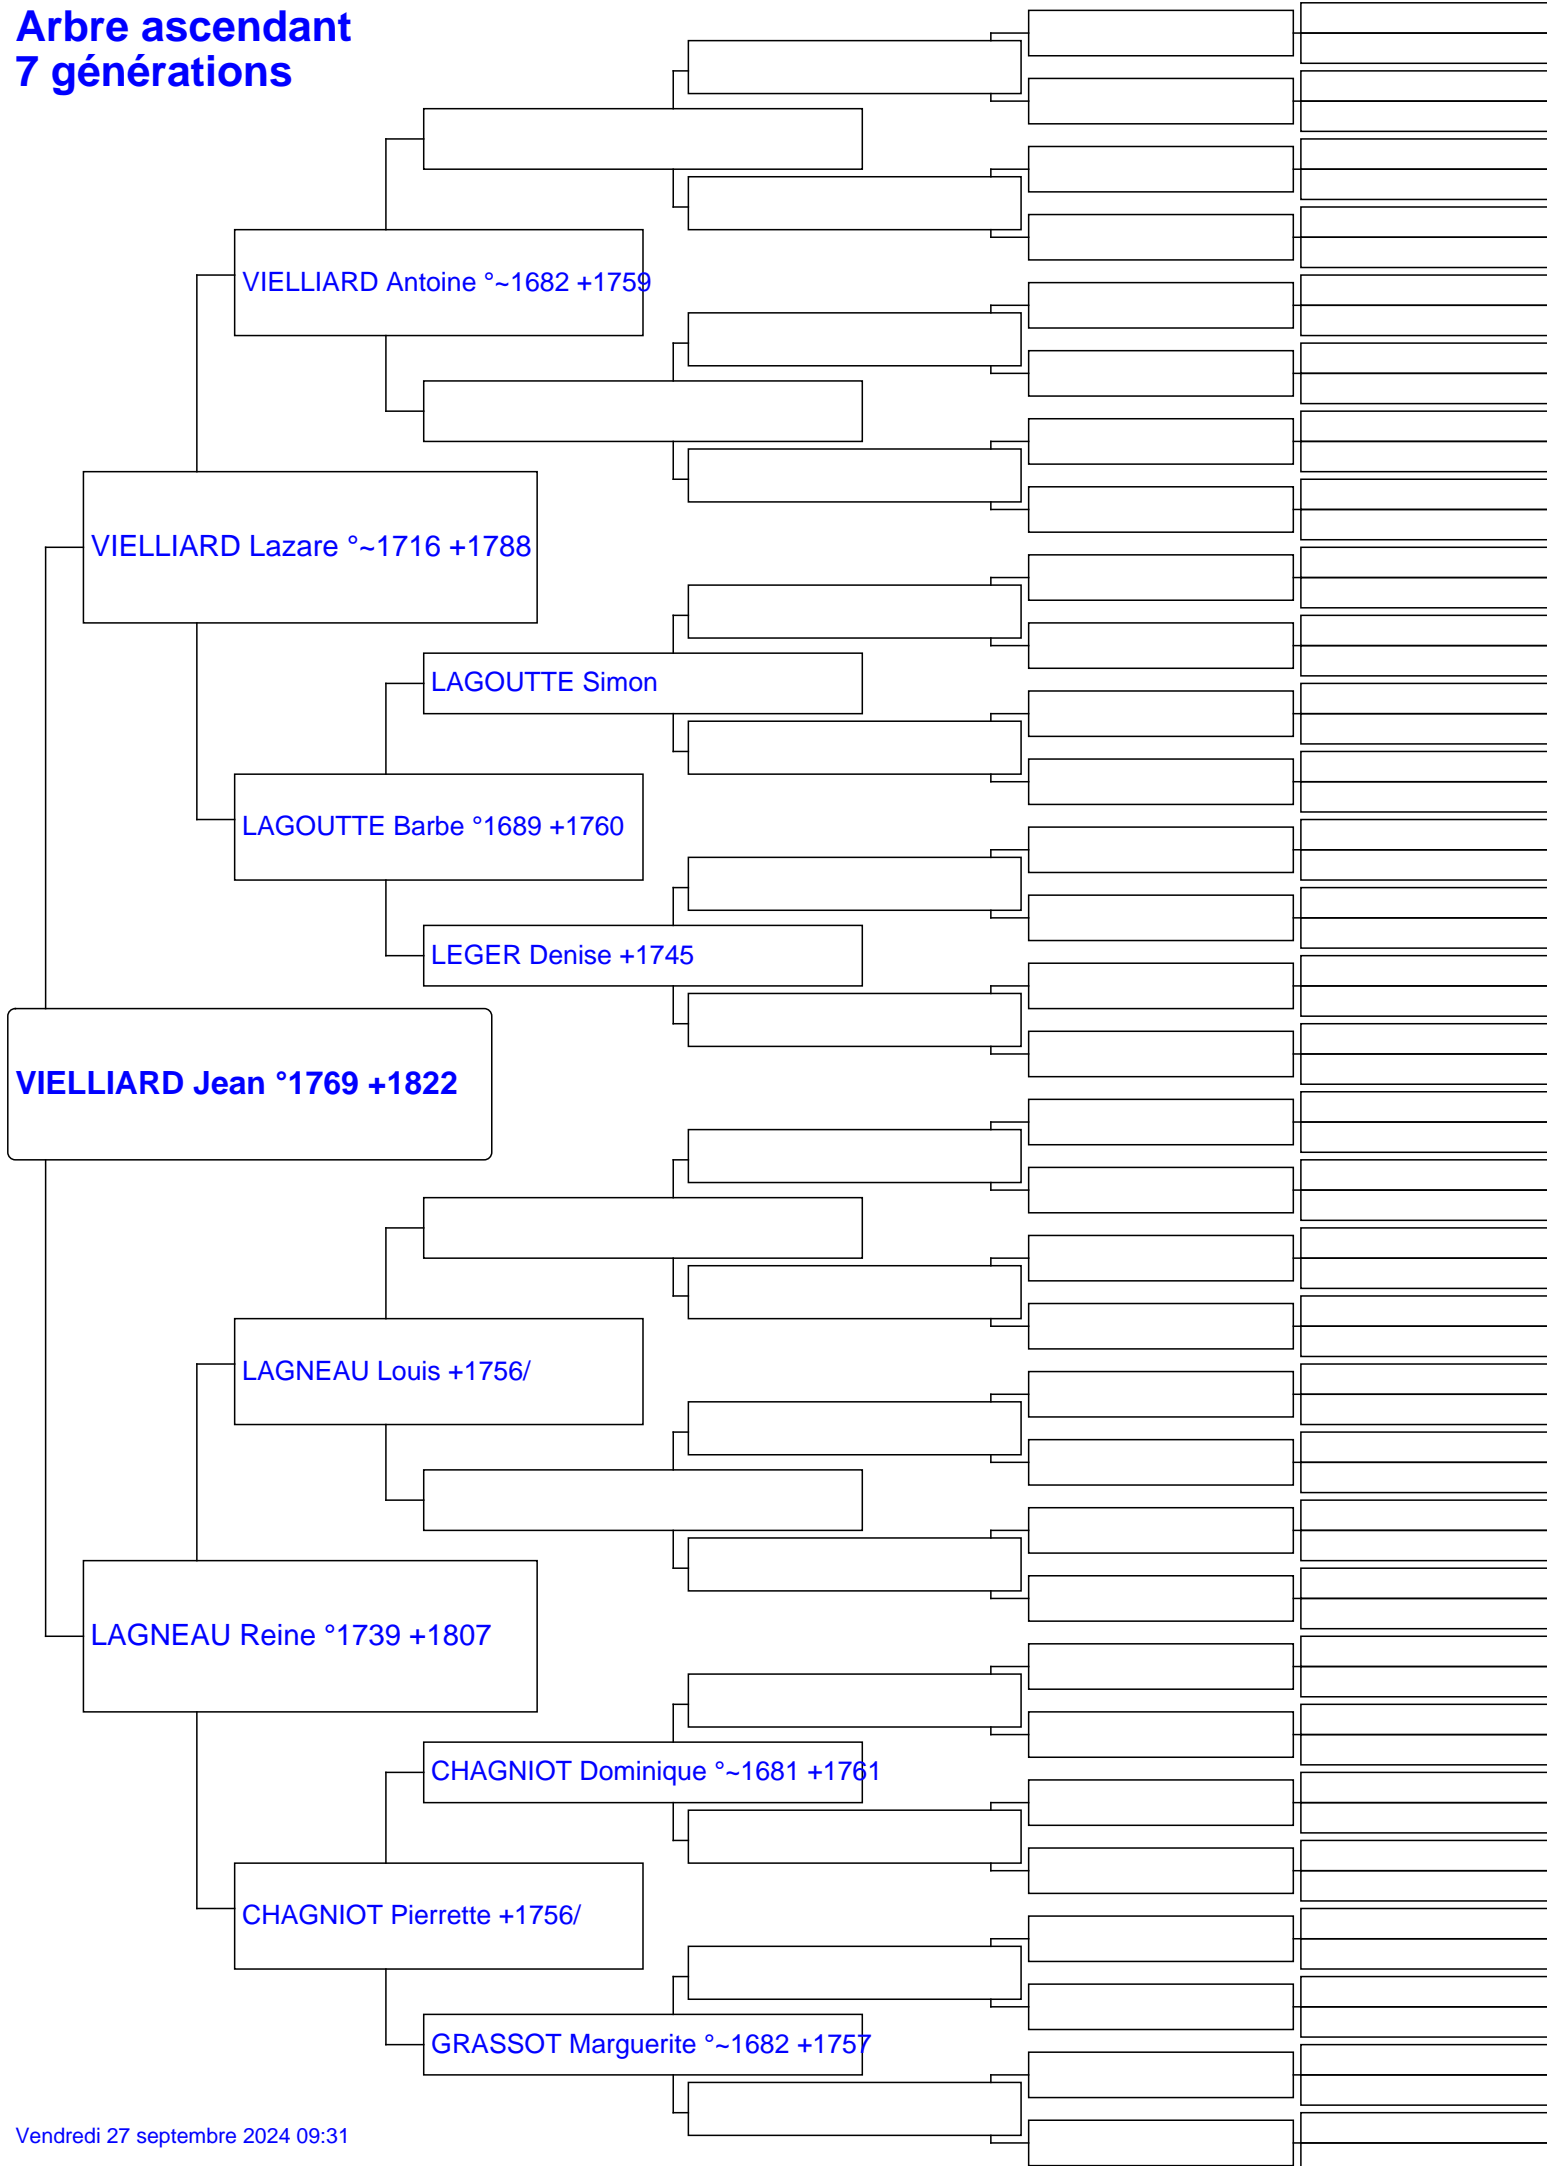 Arbre ascendant
7 générations
VIELLIARD Antoine °~1682 +1759
VIELLIARD Lazare °~1716 +1788
LAGOUTTE Simon
LAGOUTTE Barbe °1689 +1760
LEGER Denise +1745
VIELLIARD Jean °1769 +1822
LAGNEAU Louis +1756/
LAGNEAU Reine °1739 +1807
CHAGNIOT Dominique °~1681 +1761
CHAGNIOT Pierrette +1756/
GRASSOT Marguerite °~1682 +1757
Vendredi 27 septembre 2024 09:31